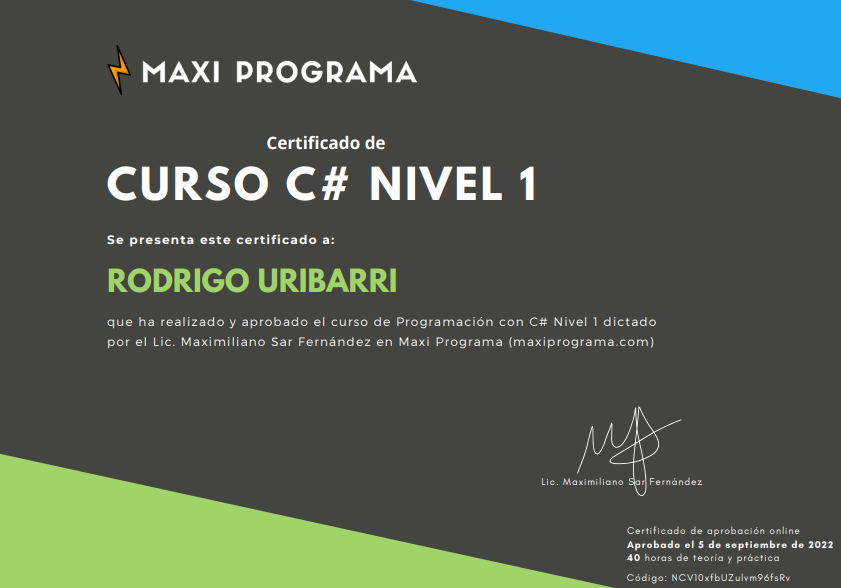 MAXI PROGRAMA
Certificado de
CURSO C# NIVEL 1
Se presenta este certificado a:
RODRIGO URIBARRI
que ha realizado y aprobado el curso de Programación con C# Nivel 1 dictado
por el Lic. Maximiliano Sar Fernández en Maxi Programa (maxiprograma.com)
Lic. Maximiliano Sar Fernández
Certificado de aprobación online
Aprobado el 5 de septiembre de 2022
40 horas de teoría y práctica
Código: NCV10xfbUZulvm96fsRv